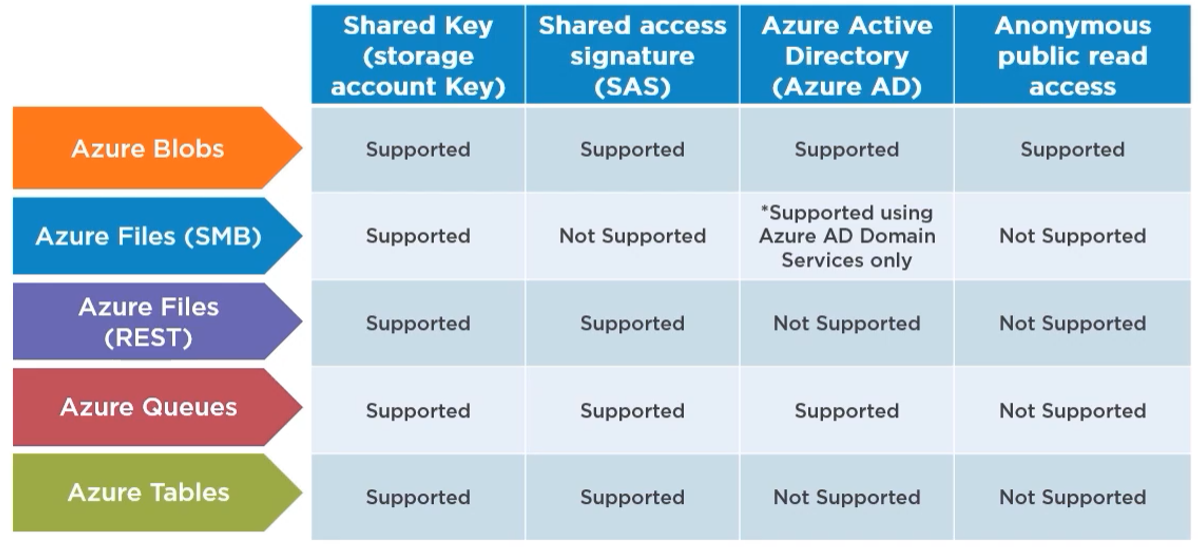 Shared Key
(storage
account Key)
Shared access
signature
(SAS)
Azure Active
Directory
(Azure AD)
Anonymous
public read
access
Azure Blobs
Supported
Supported
Supported
Supported
Azure Files (SMB)
Supported
Not Supported
*Supported using
Azure AD Domain
Services only
Not Supported
Azure Files
(REST)
Supported
Supported
Not Supported
Not Supported
Azure Queues
Supported
Supported
Supported
Not Supported
Azure Tables
Supported
Supported
Not Supported
Not Supported